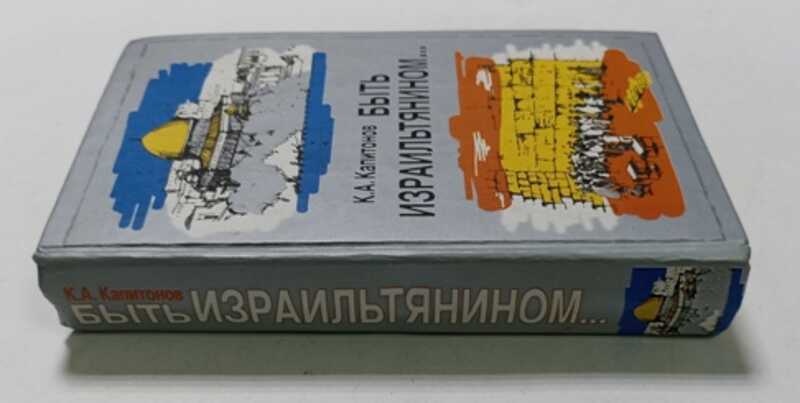 К.А.Капитонов
БЫТЬ
ИЗРАИЛЬТЯНИНОМ...
К.А. Капитонов
БЫТЬ ИЗРАИЛЬТЯНИНОМ...